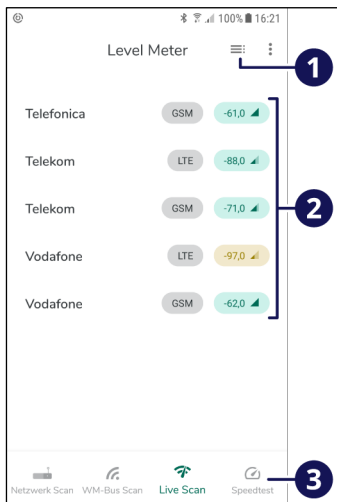 100% 16:21
Level Meter
1
Telefonica GSM -61,0
Telekom LTE -88,0
Telekom GSM -71,0
2
Vodafone LTE -97,0
Vodafone GSM -62,0
Netzwerk Scan WM-Bus Scan Live Scan Speedtest
3